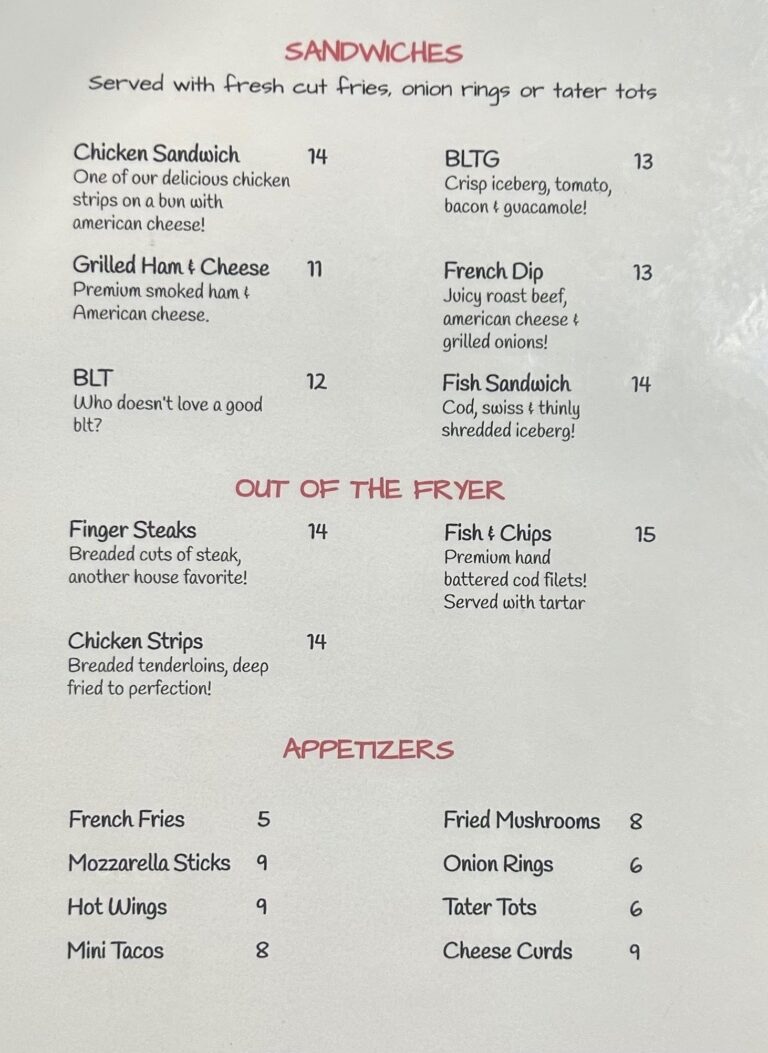 SANDWICHES
Served with fresh cut fries, onion rings or tater tots
Chicken Sandwich 14
One of our delicious chicken
strips on a bun with
american cheese!
Grilled Ham & Cheese 11
Premium smoked ham &
American cheese.
BLT 12
Who doesn't love a good
blt?
BLTG 13
Crisp iceberg, tomato,
bacon & guacamole!
French Dip 13
Juicy roast beef,
american cheese &
grilled onions!
Fish Sandwich 14
Cod, swiss & thinly
shredded iceberg!
OUT OF THE FRYER
Finger Steaks 14
Breaded cuts of steak,
another house favorite!
Chicken Strips 14
Breaded tenderloins, deep
fried to perfection!
Fish & Chips 15
Premium hand
battered cod filets!
Served with tartar
APPETIZERS
French Fries 5
Mozzarella Sticks 9
Hot Wings 9
Mini Tacos 8
Fried Mushrooms 8
Onion Rings 6
Tater Tots 6
Cheese Curds 9